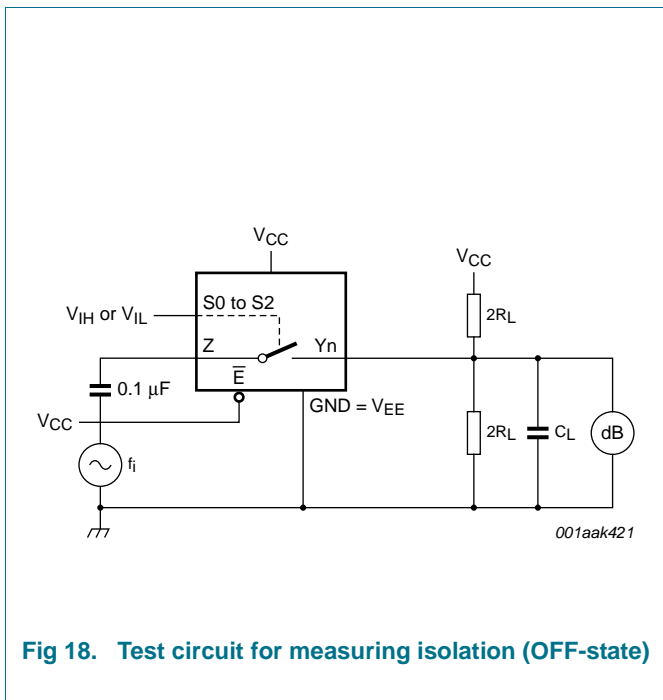 VCC
VCC
VIH or VIL
S0 to S2
2RL
Z
Yn
E̅
0.1 μF
GND = VEE
VCC
2RL
CL
dB
fi
001aak421
Fig 18. Test circuit for measuring isolation (OFF-state)